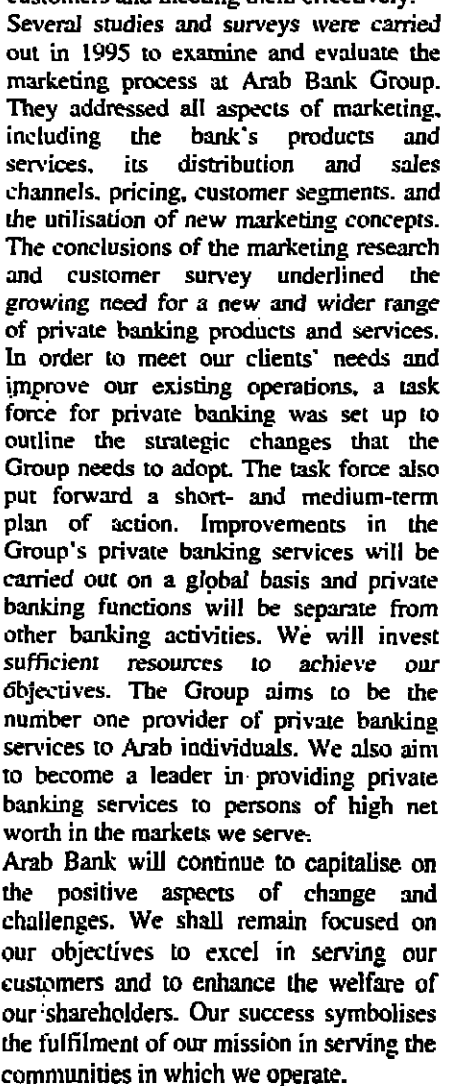 customers and meeting them effectively.
Several studies and surveys were carried
out in 1995 to examine and evaluate the
marketing process at Arab Bank Group.
They addressed all aspects of marketing,
including the bank's products and
services, its distribution and sales
channels, pricing, customer segments, and
the utilisation of new marketing concepts.
The conclusions of the marketing research
and customer survey underlined the
growing need for a new and wider range
of private banking products and services.
In order to meet our clients' needs and
improve our existing operations, a task
force for private banking was set up to
outline the strategic changes that the
Group needs to adopt. The task force also
put forward a short- and medium-term
plan of action. Improvements in the
Group's private banking services will be
carried out on a global basis and private
banking functions will be separate from
other banking activities. We will invest
sufficient resources to achieve our
objectives. The Group aims to be the
number one provider of private banking
services to Arab individuals. We also aim
to become a leader in providing private
banking services to persons of high net
worth in the markets we serve.
Arab Bank will continue to capitalise on
the positive aspects of change and
challenges. We shall remain focused on
our objectives to excel in serving our
customers and to enhance the welfare of
our shareholders. Our success symbolises
the fulfilment of our mission in serving the
communities in which we operate.